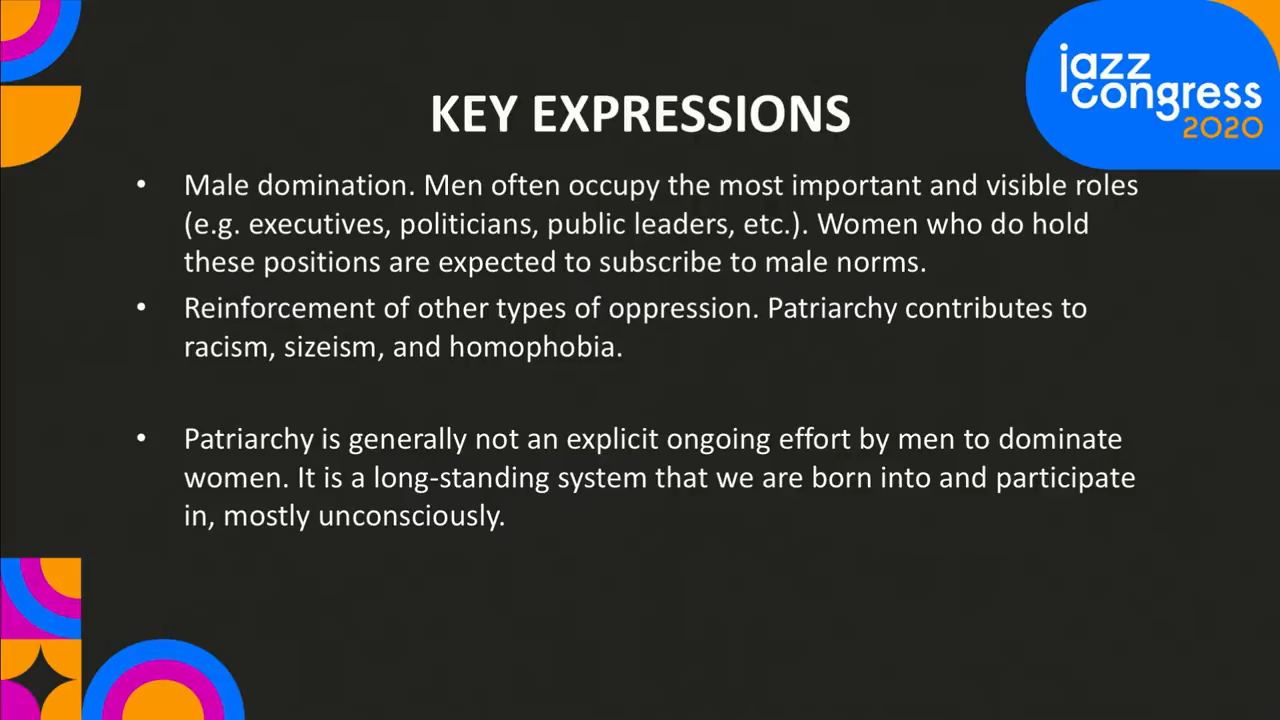 jazz
congress
2020
KEY EXPRESSIONS
• Male domination. Men often occupy the most important and visible roles
(e.g. executives, politicians, public leaders, etc.). Women who do hold
these positions are expected to subscribe to male norms.
• Reinforcement of other types of oppression. Patriarchy contributes to
racism, sizeism, and homophobia.
• Patriarchy is generally not an explicit ongoing effort by men to dominate
women. It is a long-standing system that we are born into and participate
in, mostly unconsciously.